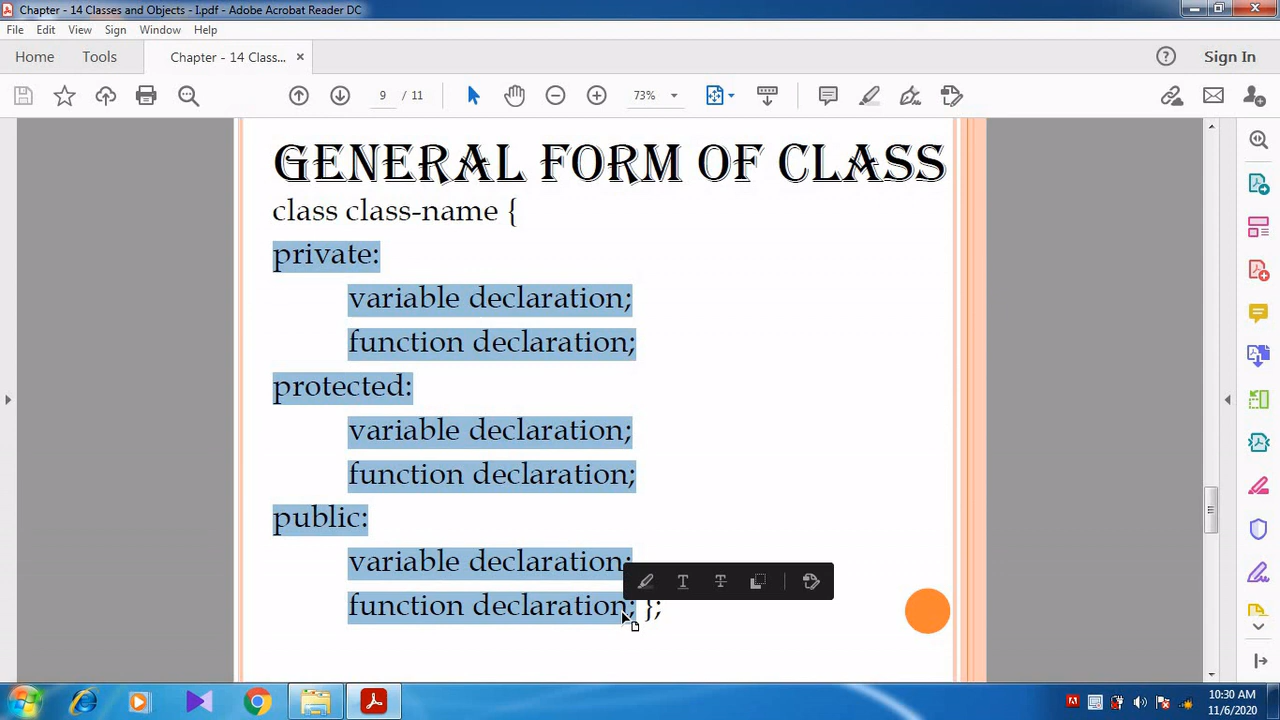 Chapter - 14 Classes and Objects - I.pdf - Adobe Acrobat Reader DC
File Edit View Sign Window Help
Home Tools Chapter - 14 Class... Sign In
9 / 11 73%
GENERAL FORM OF CLASS
class class-name {
private:
variable declaration;
function declaration;
protected:
variable declaration;
function declaration;
public:
variable declaration;
function declaration; };
10:30 AM
11/6/2020